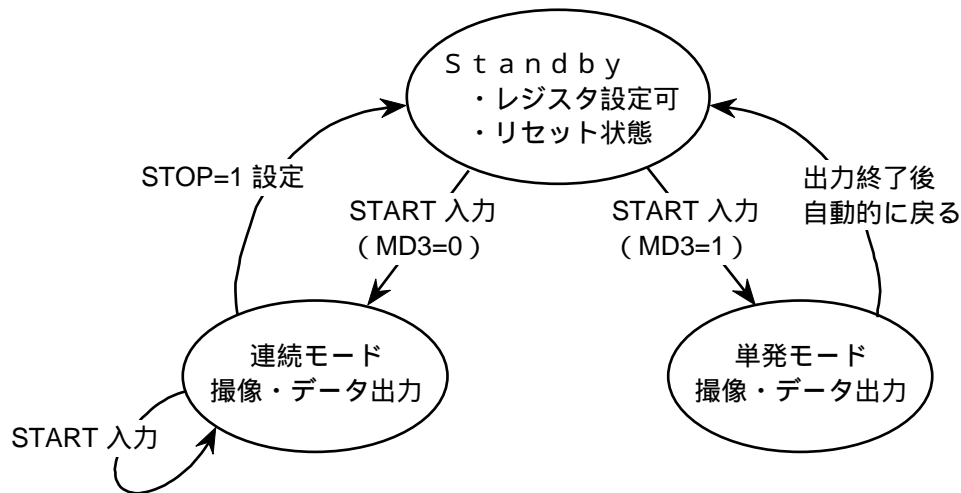 Ｓｔａｎｄｂｙ
・レジスタ設定可
・リセット状態
STOP=1 設定
START 入力
（MD3=0）
START 入力
（MD3=1）
出力終了後
自動的に戻る
連続モード
撮像・データ出力
単発モード
撮像・データ出力
START 入力